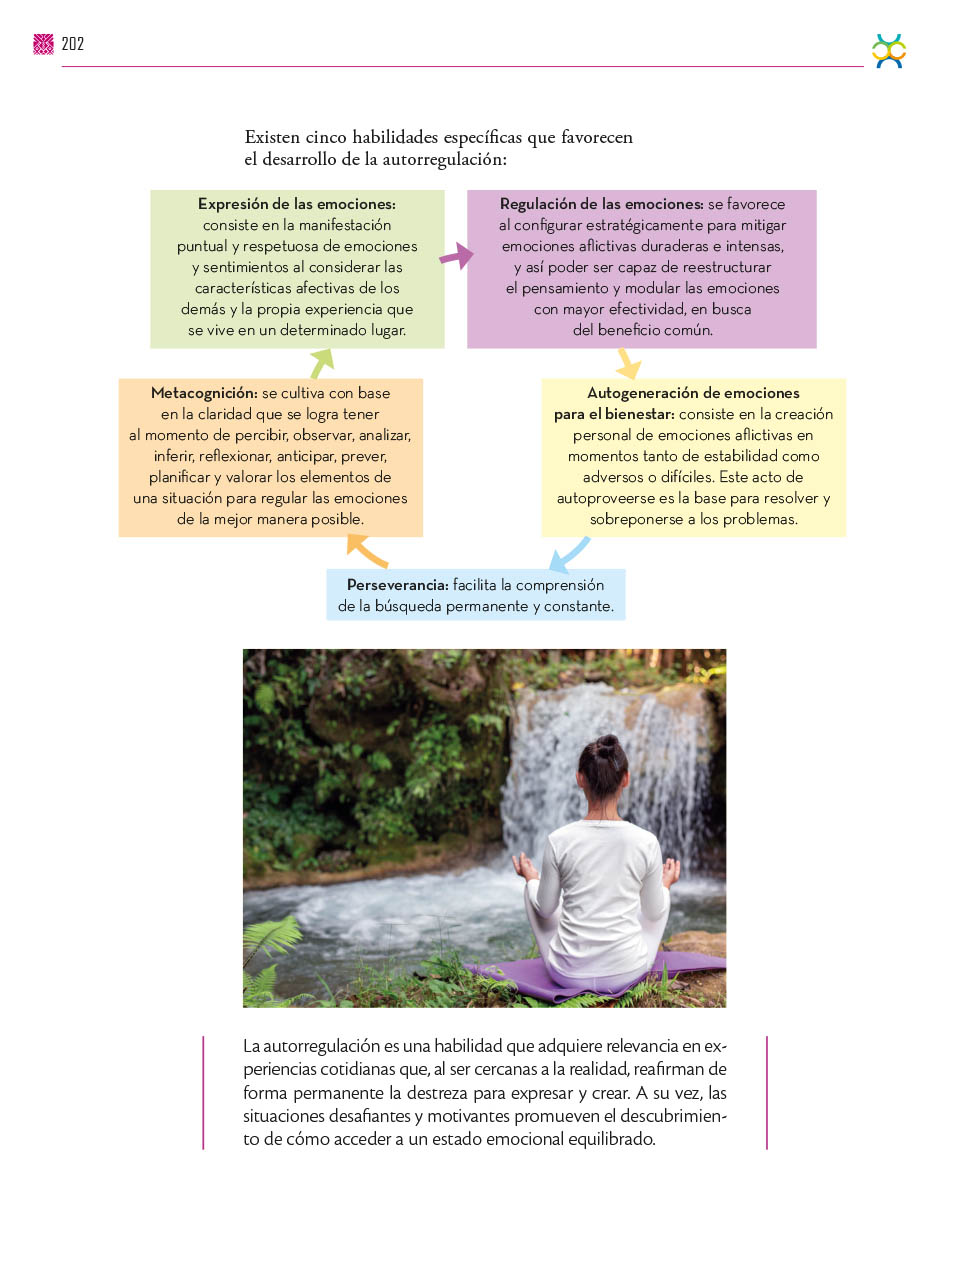 202
Existen cinco habilidades específicas que favorecen
el desarrollo de la autorregulación:
Expresión de las emociones:
consiste en la manifestación
puntual y respetuosa de emociones
y sentimientos al considerar las
características afectivas de los
demás y la propia experiencia que
se vive en un determinado lugar.
Regulación de las emociones: se favorece
al configurar estratégicamente para mitigar
emociones aflictivas duraderas e intensas,
y así poder ser capaz de reestructurar
el pensamiento y modular las emociones
con mayor efectividad, en busca
del beneficio común.
Metacognición: se cultiva con base
en la claridad que se logra tener
al momento de percibir, observar, analizar,
inferir, reflexionar, anticipar, prever,
planificar y valorar los elementos de
una situación para regular las emociones
de la mejor manera posible.
Autogeneración de emociones
para el bienestar: consiste en la creación
personal de emociones aflictivas en
momentos tanto de estabilidad como
adversos o difíciles. Este acto de
autoproveerse es la base para resolver y
sobreponerse a los problemas.
Perseverancia: facilita la comprensión
de la búsqueda permanente y constante.
La autorregulación es una habilidad que adquiere relevancia en ex-
periencias cotidianas que, al ser cercanas a la realidad, reafirman de
forma permanente la destreza para expresar y crear. A su vez, las
situaciones desafiantes y motivantes promueven el descubrimien-
to de cómo acceder a un estado emocional equilibrado.